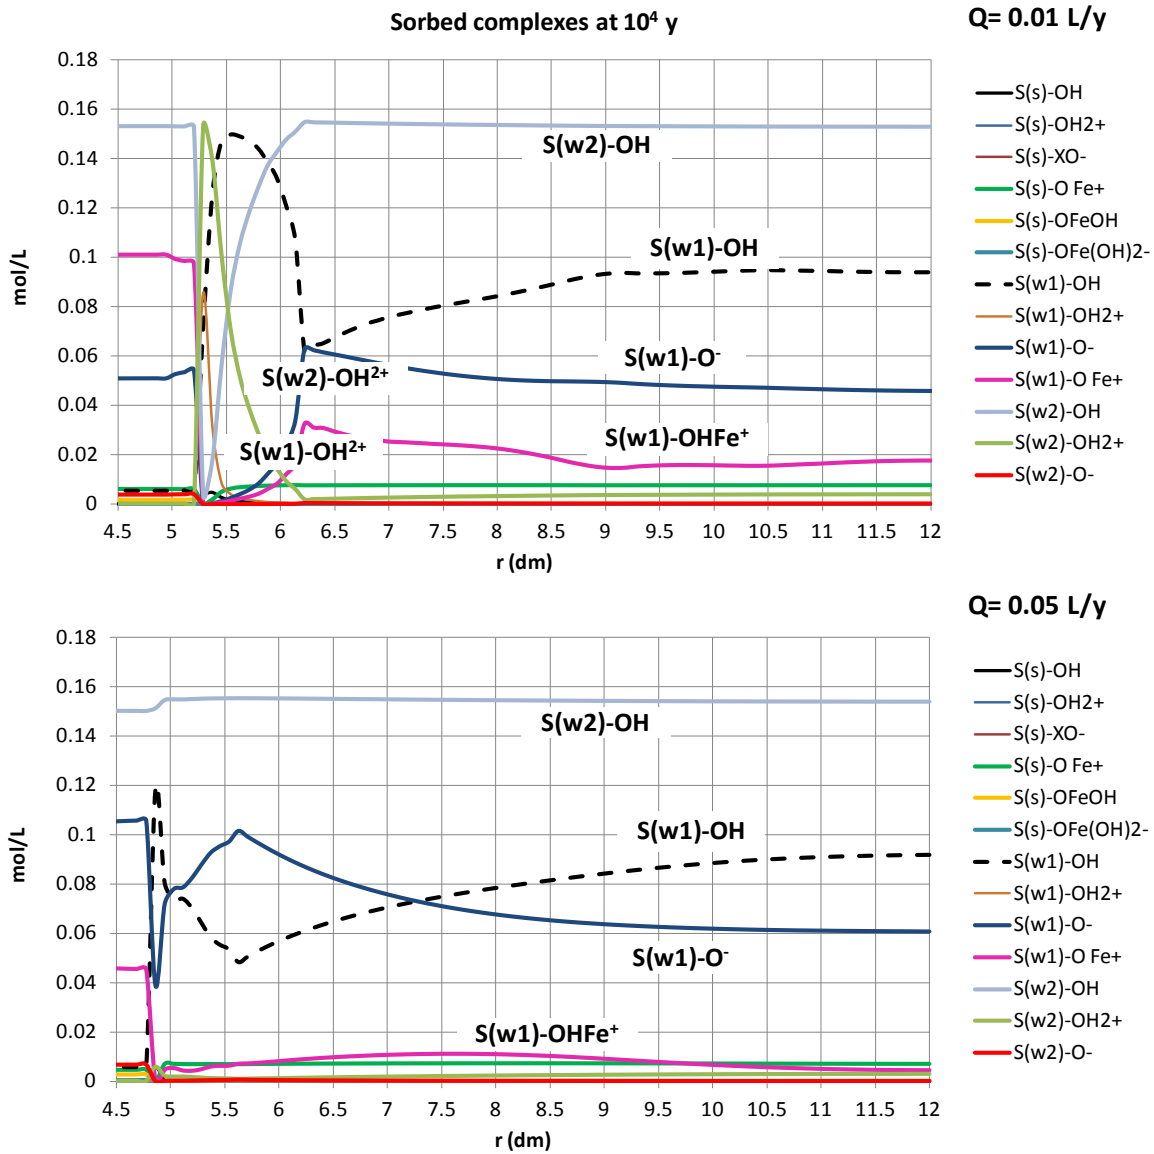 Sorbed complexes at 10⁴ y
Q= 0.01 L/y
0.18
0.16
0.14
0.12
0.1
0.08
0.06
0.04
0.02
0
mol/L
S(w2)-OH
S(w1)-OH
S(w1)-O⁻
S(w2)-OH²⁺
S(w1)-OHFe⁺
S(w1)-OH²⁺
4.5 5 5.5 6 6.5 7 7.5 8 8.5 9 9.5 10 10.5 11 11.5 12
r (dm)
S(s)-OH
S(s)-OH2+
S(s)-XO-
S(s)-O Fe+
S(s)-OFeOH
S(s)-OFe(OH)2-
S(w1)-OH
S(w1)-OH2+
S(w1)-O-
S(w1)-O Fe+
S(w2)-OH
S(w2)-OH2+
S(w2)-O-
Q= 0.05 L/y
0.18
0.16
0.14
0.12
0.1
0.08
0.06
0.04
0.02
0
mol/L
S(w2)-OH
S(w1)-OH
S(w1)-O⁻
S(w1)-OHFe⁺
4.5 5 5.5 6 6.5 7 7.5 8 8.5 9 9.5 10 10.5 11 11.5 12
r (dm)
S(s)-OH
S(s)-OH2+
S(s)-XO-
S(s)-O Fe+
S(s)-OFeOH
S(s)-OFe(OH)2-
S(w1)-OH
S(w1)-OH2+
S(w1)-O-
S(w1)-O Fe+
S(w2)-OH
S(w2)-OH2+
S(w2)-O-